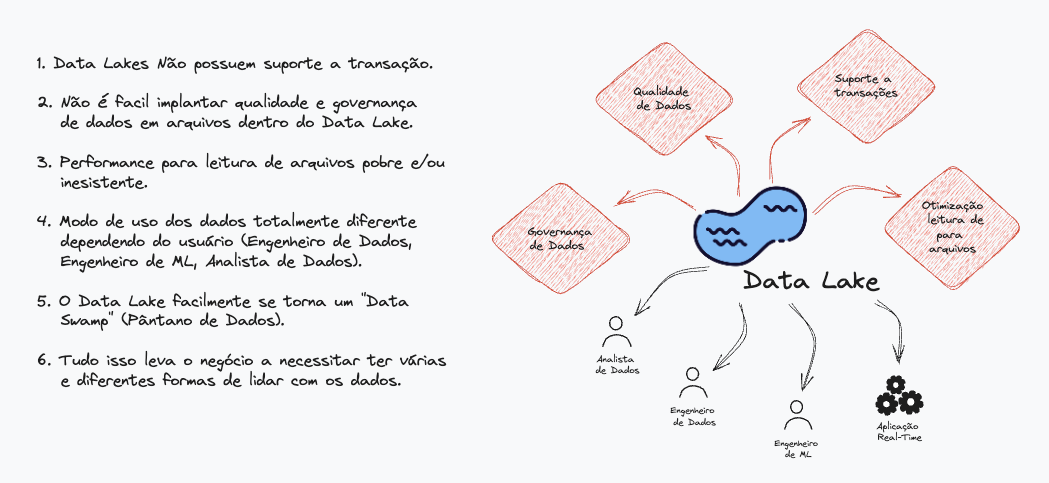 1. Data Lakes Não possuem suporte a transação.
2. Não é facil implantar qualidade e governança
de dados em arquivos dentro do Data Lake.
3. Performance para leitura de arquivos pobre e/ou
inesistente.
4. Modo de uso dos dados totalmente diferente
dependendo do usuário (Engenheiro de Dados,
Engenheiro de ML, Analista de Dados).
5. O Data Lake facilmente se torna um "Data
Swamp" (Pântano de Dados).
6. Tudo isso leva o negócio a necessitar ter várias
e diferentes formas de lidar com os dados.
Qualidade
de Dados
Suporte a
transações
Governança
de Dados
Otimização
leitura de
para
arquivos
Data Lake
Analista
de Dados
Engenheiro
de Dados
Engenheiro
de ML
Aplicação
Real-Time